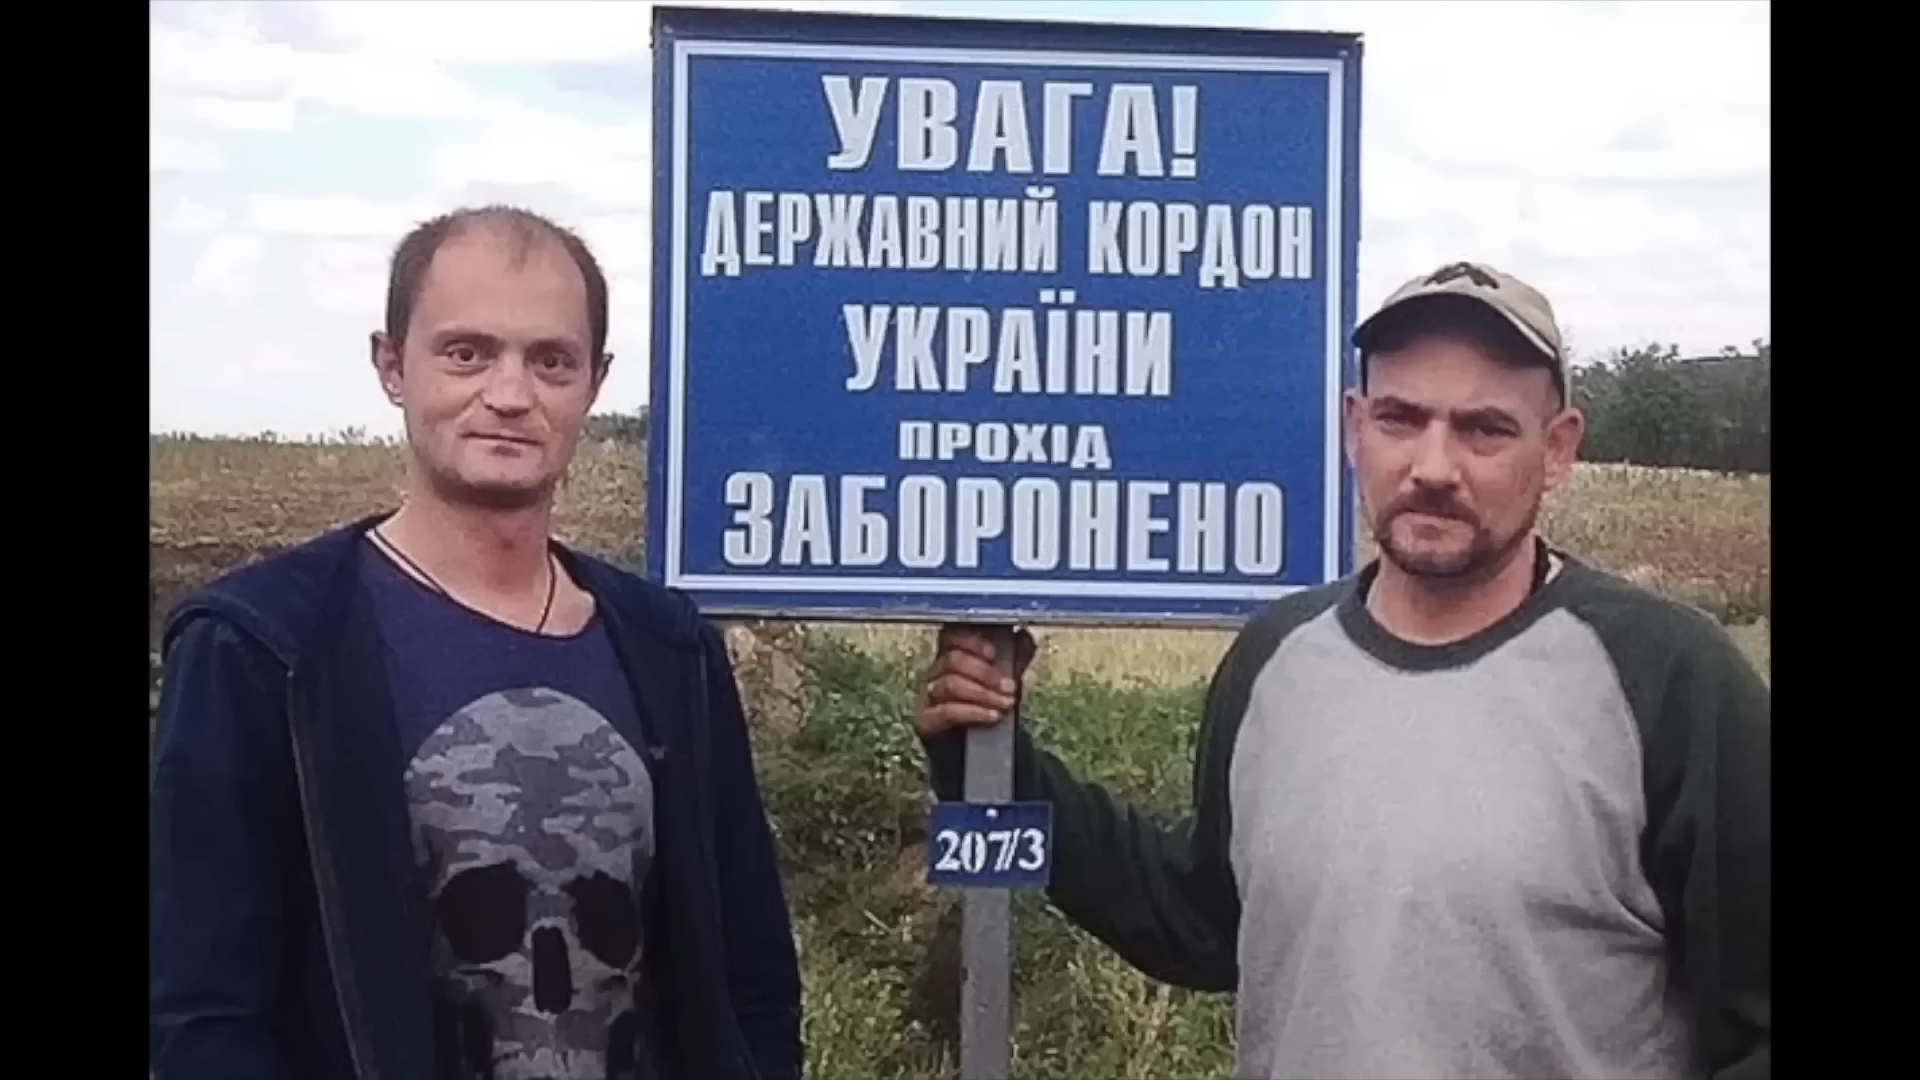 УВАГА!
ДЕРЖАВНИЙ КОРДОН
УКРАЇНИ
ПРОХІД
ЗАБОРОНЕНО
207/3